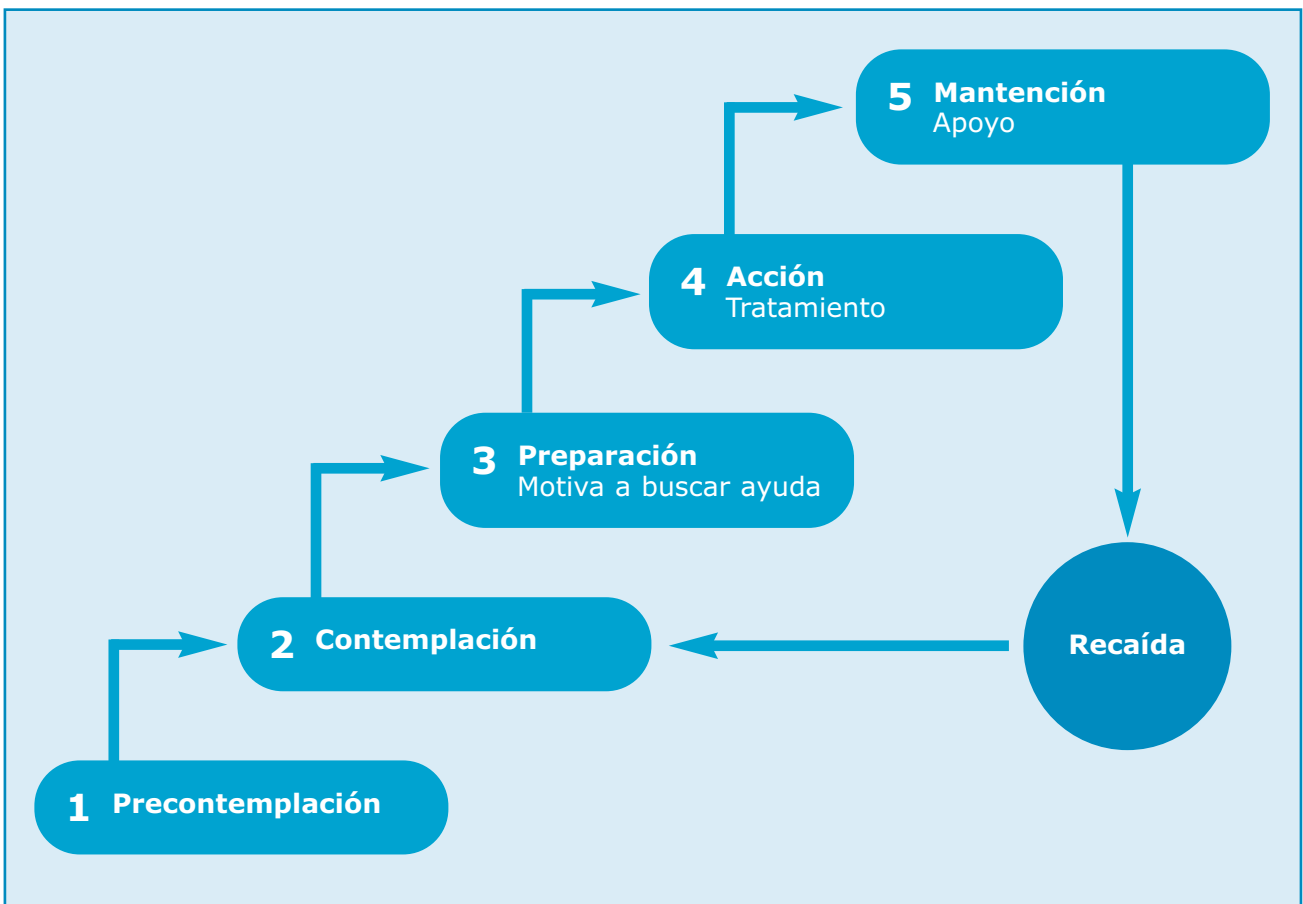 5 Mantención
Apoyo
4 Acción
Tratamiento
3 Preparación
Motiva a buscar ayuda
2 Contemplación
Recaída
1 Precontemplación